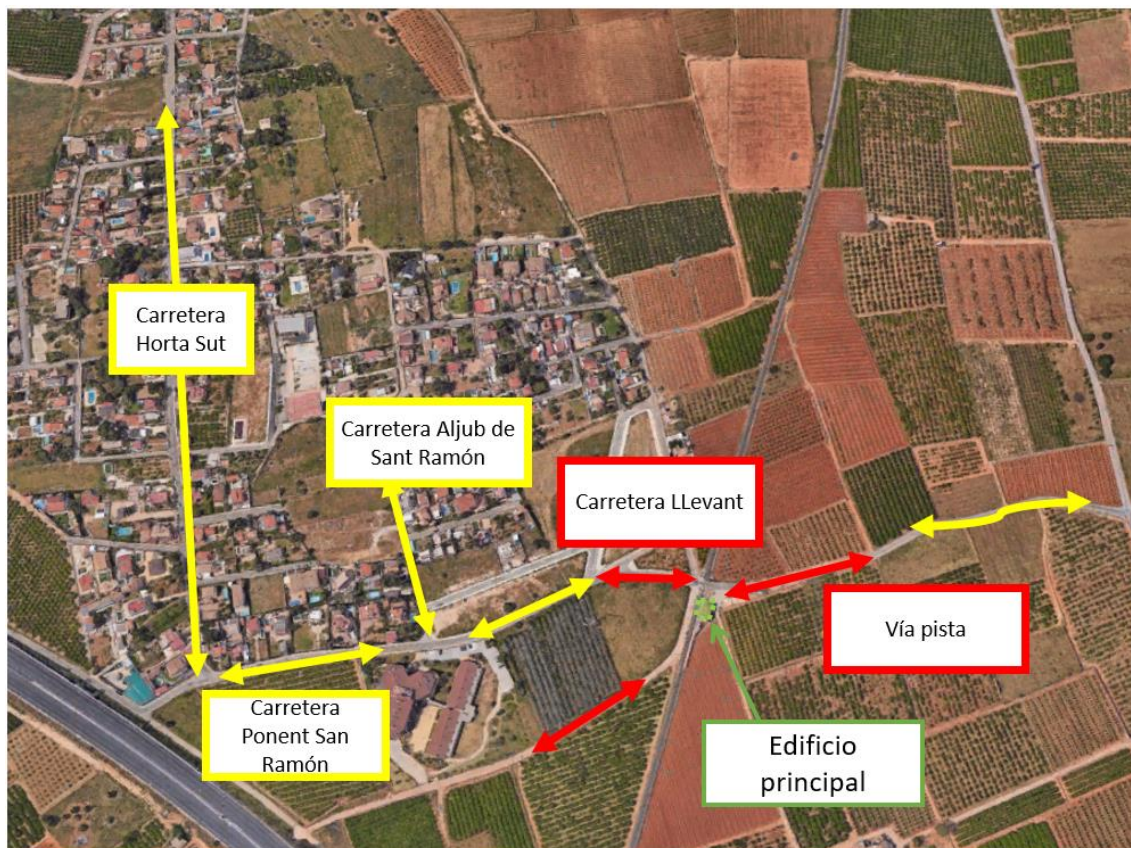 Carretera
Horta Sut
Carretera Aljub de
Sant Ramón
Carretera LLevant
Vía pista
Carretera
Ponent San
Ramón
Edificio
principal